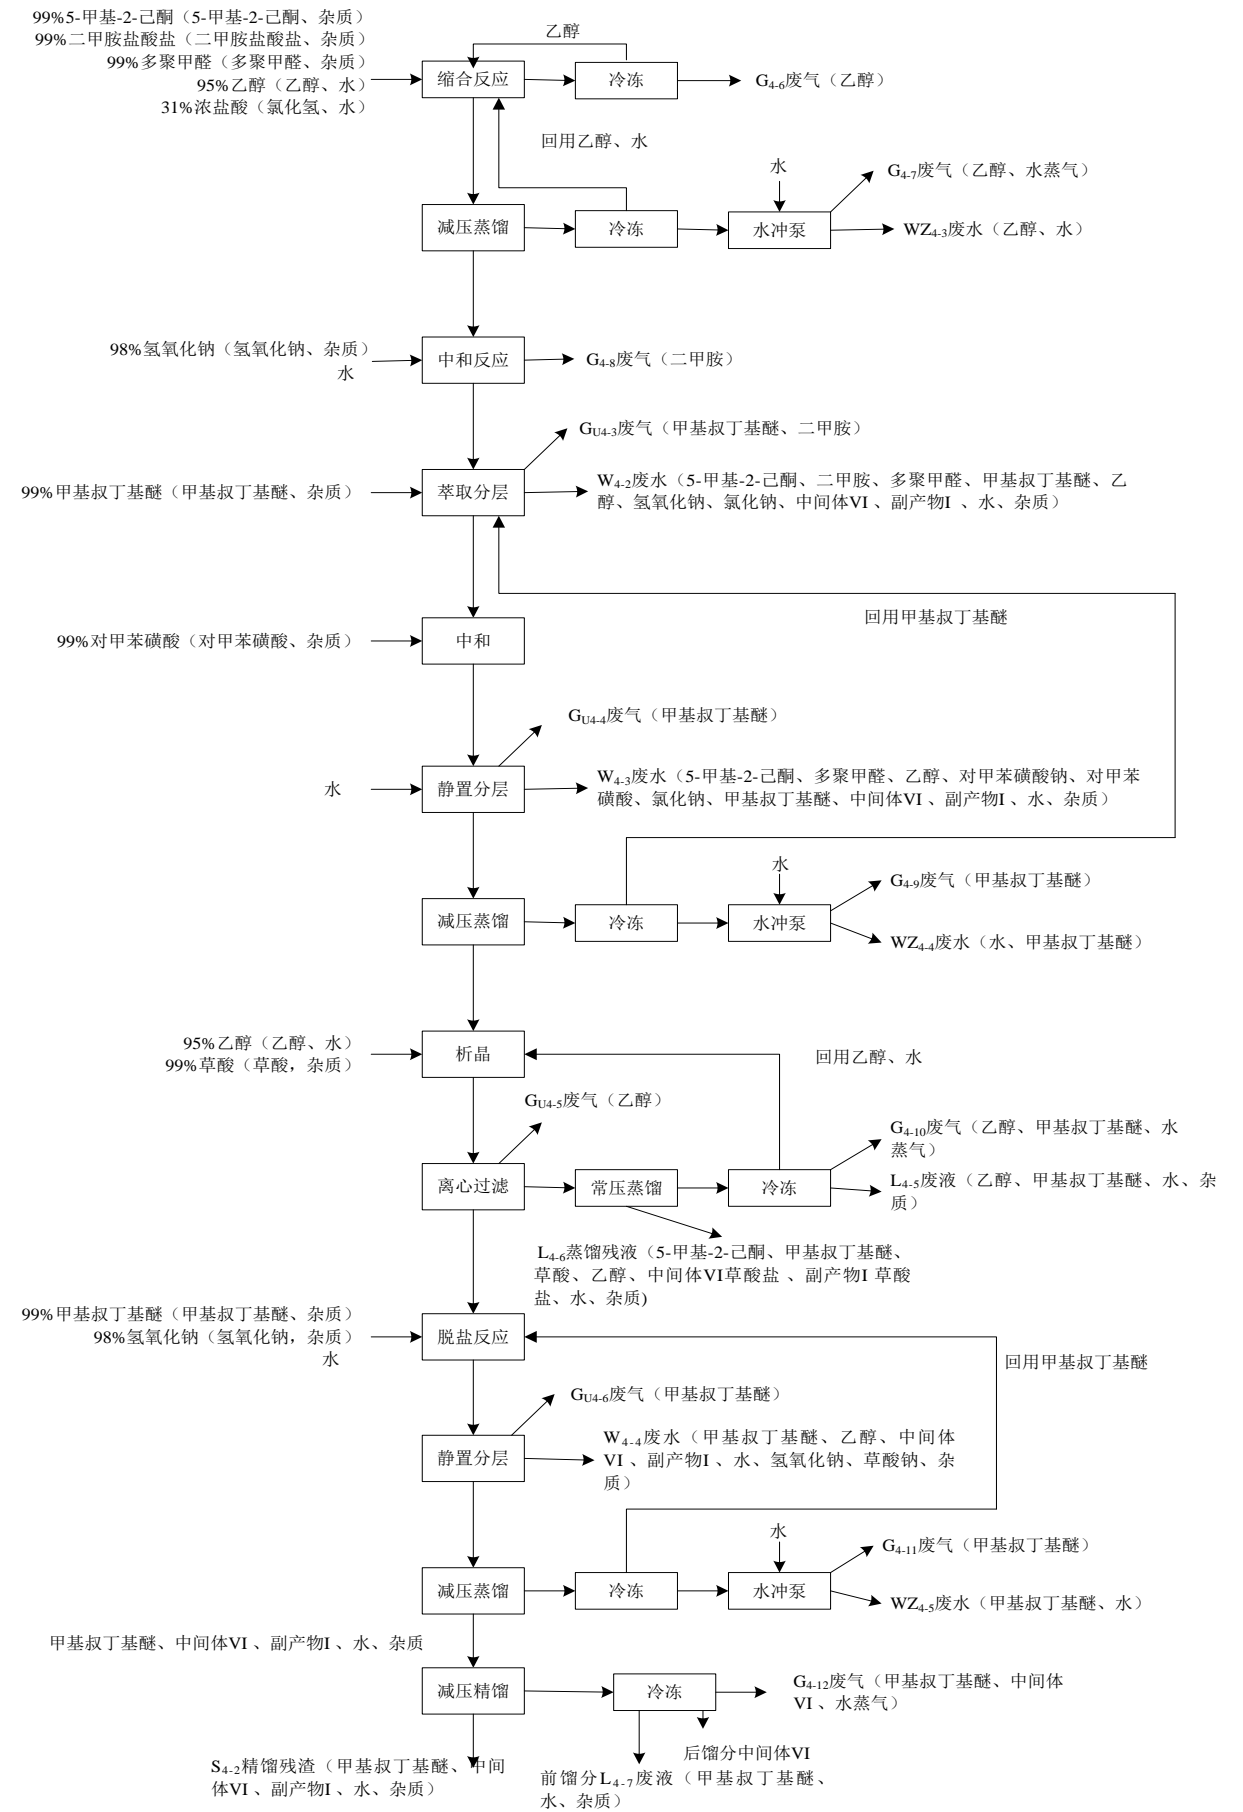 99%5-甲基-2-己酮（5-甲基-2-己酮、杂质）
99%二甲胺盐酸盐（二甲胺盐酸盐、杂质）
99%多聚甲醛（多聚甲醛、杂质）
95%乙醇（乙醇、水）
31%浓盐酸（氯化氢、水）
乙醇
缩合反应
冷冻
G4-6废气（乙醇）
回用乙醇、水
水
G4-7废气（乙醇、水蒸气）
减压蒸馏
冷冻
水冲泵
WZ4-3废水（乙醇、水）
98%氢氧化钠（氢氧化钠、杂质）
水
中和反应
G4-8废气（二甲胺）
GU4-3废气（甲基叔丁基醚、二甲胺）
99%甲基叔丁基醚（甲基叔丁基醚、杂质）
萃取分层
W4-2废水（5-甲基-2-己酮、二甲胺、多聚甲醛、甲基叔丁基醚、乙
醇、氢氧化钠、氯化钠、中间体VI 、副产物I 、水、杂质）
回用甲基叔丁基醚
99%对甲苯磺酸（对甲苯磺酸、杂质）
中和
GU4-4废气（甲基叔丁基醚）
水
静置分层
W4-3废水（5-甲基-2-己酮、多聚甲醛、乙醇、对甲苯磺酸钠、对甲苯
磺酸、氯化钠、甲基叔丁基醚、中间体VI 、副产物I 、水、杂质）
水
G4-9废气（甲基叔丁基醚）
减压蒸馏
冷冻
水冲泵
WZ4-4废水（水、甲基叔丁基醚）
95%乙醇（乙醇、水）
99%草酸（草酸，杂质）
析晶
回用乙醇、水
GU4-5废气（乙醇）
G4-10废气（乙醇、甲基叔丁基醚、水
蒸气）
离心过滤
常压蒸馏
冷冻
L4-5废液（乙醇、甲基叔丁基醚、水、杂
质）
L4-6蒸馏残液（5-甲基-2-己酮、甲基叔丁基醚、
草酸、乙醇、中间体VI草酸盐 、副产物I 草酸
盐、水、杂质)
99%甲基叔丁基醚（甲基叔丁基醚、杂质）
98%氢氧化钠（氢氧化钠，杂质）
水
脱盐反应
回用甲基叔丁基醚
GU4-6废气（甲基叔丁基醚）
静置分层
W4-4废水（甲基叔丁基醚、乙醇、中间体
VI 、副产物I 、水、氢氧化钠、草酸钠、杂
质）
水
G4-11废气（甲基叔丁基醚）
减压蒸馏
冷冻
水冲泵
WZ4-5废水（甲基叔丁基醚、水）
甲基叔丁基醚、中间体VI 、副产物I 、水、杂质
减压精馏
冷冻
G4-12废气（甲基叔丁基醚、中间体
VI 、水蒸气）
S4-2精馏残渣（甲基叔丁基醚、中间
体VI 、副产物I 、水、杂质）
后馏分中间体VI
前馏分L4-7废液（甲基叔丁基醚、
水、杂质）